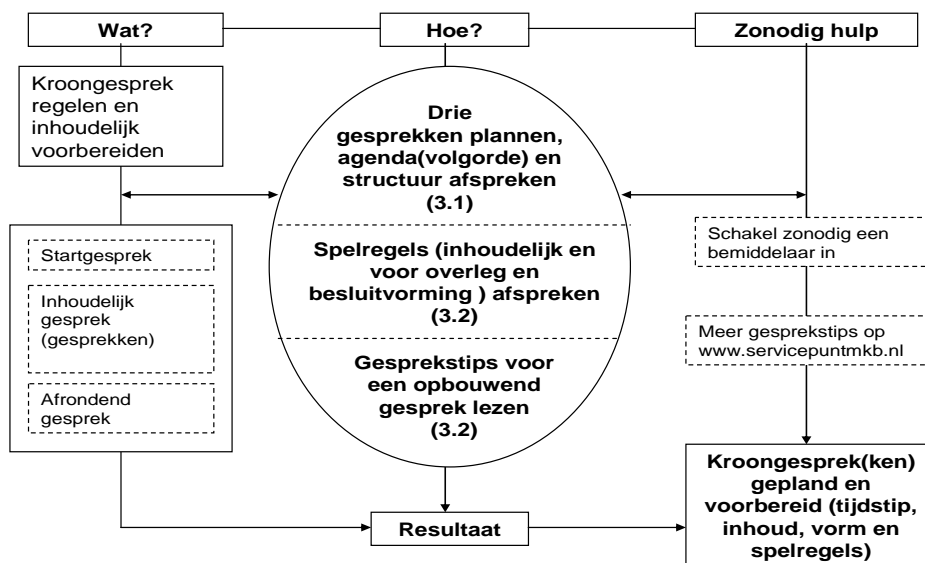 Wat?
Hoe?
Zonodig hulp
Kroongesprek
regelen en
inhoudelijk
voorbereiden
Drie
gesprekken plannen,
agenda(volgorde) en
structuur afspreken
(3.1)
Startgesprek
Inhoudelijk
gesprek
(gesprekken)
Afrondend
gesprek
Spelregels (inhoudelijk en
voor overleg en
besluitvorming ) afspreken
(3.2)
Gesprekstips voor
een opbouwend
gesprek lezen
(3.2)
Schakel zonodig een
bemiddelaar in
Meer gesprekstips op
www.servicepuntmkb.nl
Resultaat
Kroongesprek(ken)
gepland en
voorbereid (tijdstip,
inhoud, vorm en
spelregels)